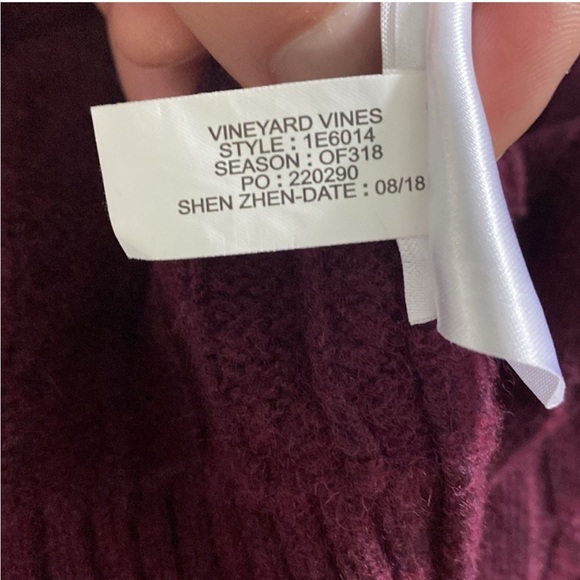 VINEYARD VINES
STYLE : 1E6014
SEASON : OF318
PO : 220290
SHEN ZHEN-DATE : 08/18